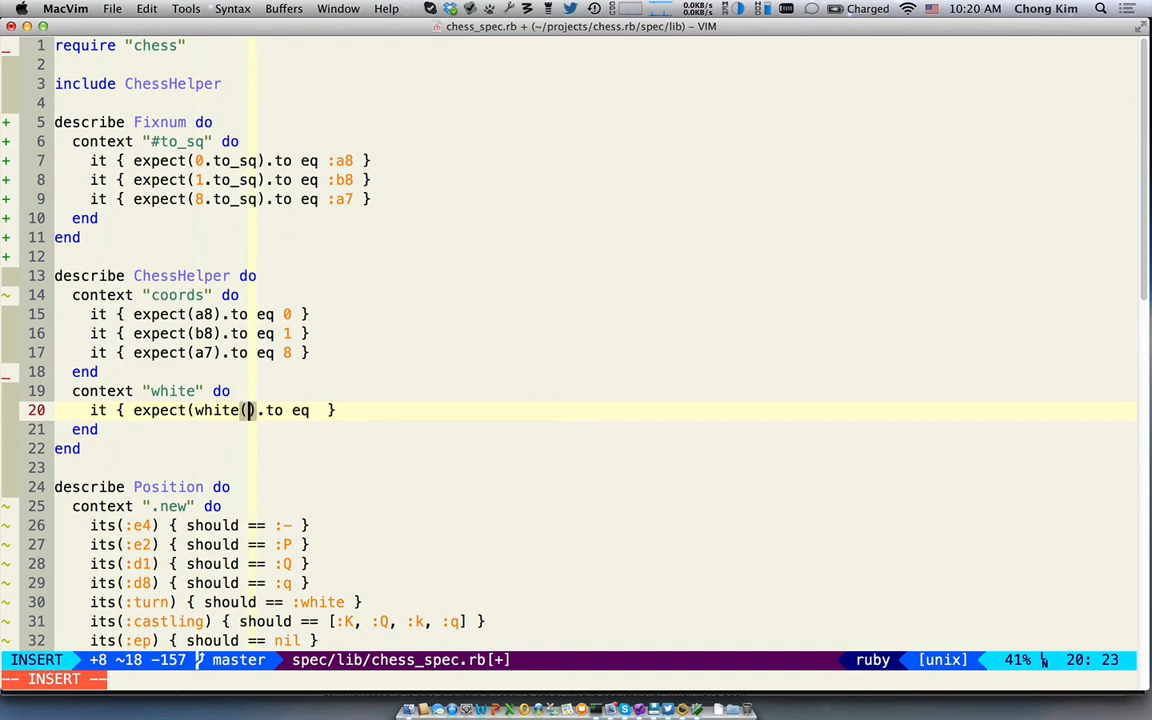 MacVim File Edit Tools Syntax Buffers Window Help 0.0KB/s 0.0KB/s Charged 10:20 AM Chong Kim
chess_spec.rb + (~/projects/chess.rb/spec/lib) – VIM
_ 1 require "chess"
2
3 include ChessHelper
4
+ 5 describe Fixnum do
+ 6 context "#to_sq" do
+ 7 it { expect(0.to_sq).to eq :a8 }
+ 8 it { expect(1.to_sq).to eq :b8 }
+ 9 it { expect(8.to_sq).to eq :a7 }
+ 10 end
+ 11 end
+ 12
13 describe ChessHelper do
~ 14 context "coords" do
15 it { expect(a8).to eq 0 }
16 it { expect(b8).to eq 1 }
17 it { expect(a7).to eq 8 }
_ 18 end
19 context "white" do
20 it { expect(white().to eq  }
21 end
22 end
23
24 describe Position do
~ 25 context ".new" do
~ 26 its(:e4) { should == :- }
~ 27 its(:e2) { should == :P }
~ 28 its(:d1) { should == :Q }
~ 29 its(:d8) { should == :q }
~ 30 its(:turn) { should == :white }
~ 31 its(:castling) { should == [:K, :Q, :k, :q] }
~ 32 its(:ep) { should == nil }
INSERT +8 ~18 -157 master spec/lib/chess_spec.rb[+] ruby [unix] 41% LN 20: 23
-- INSERT --